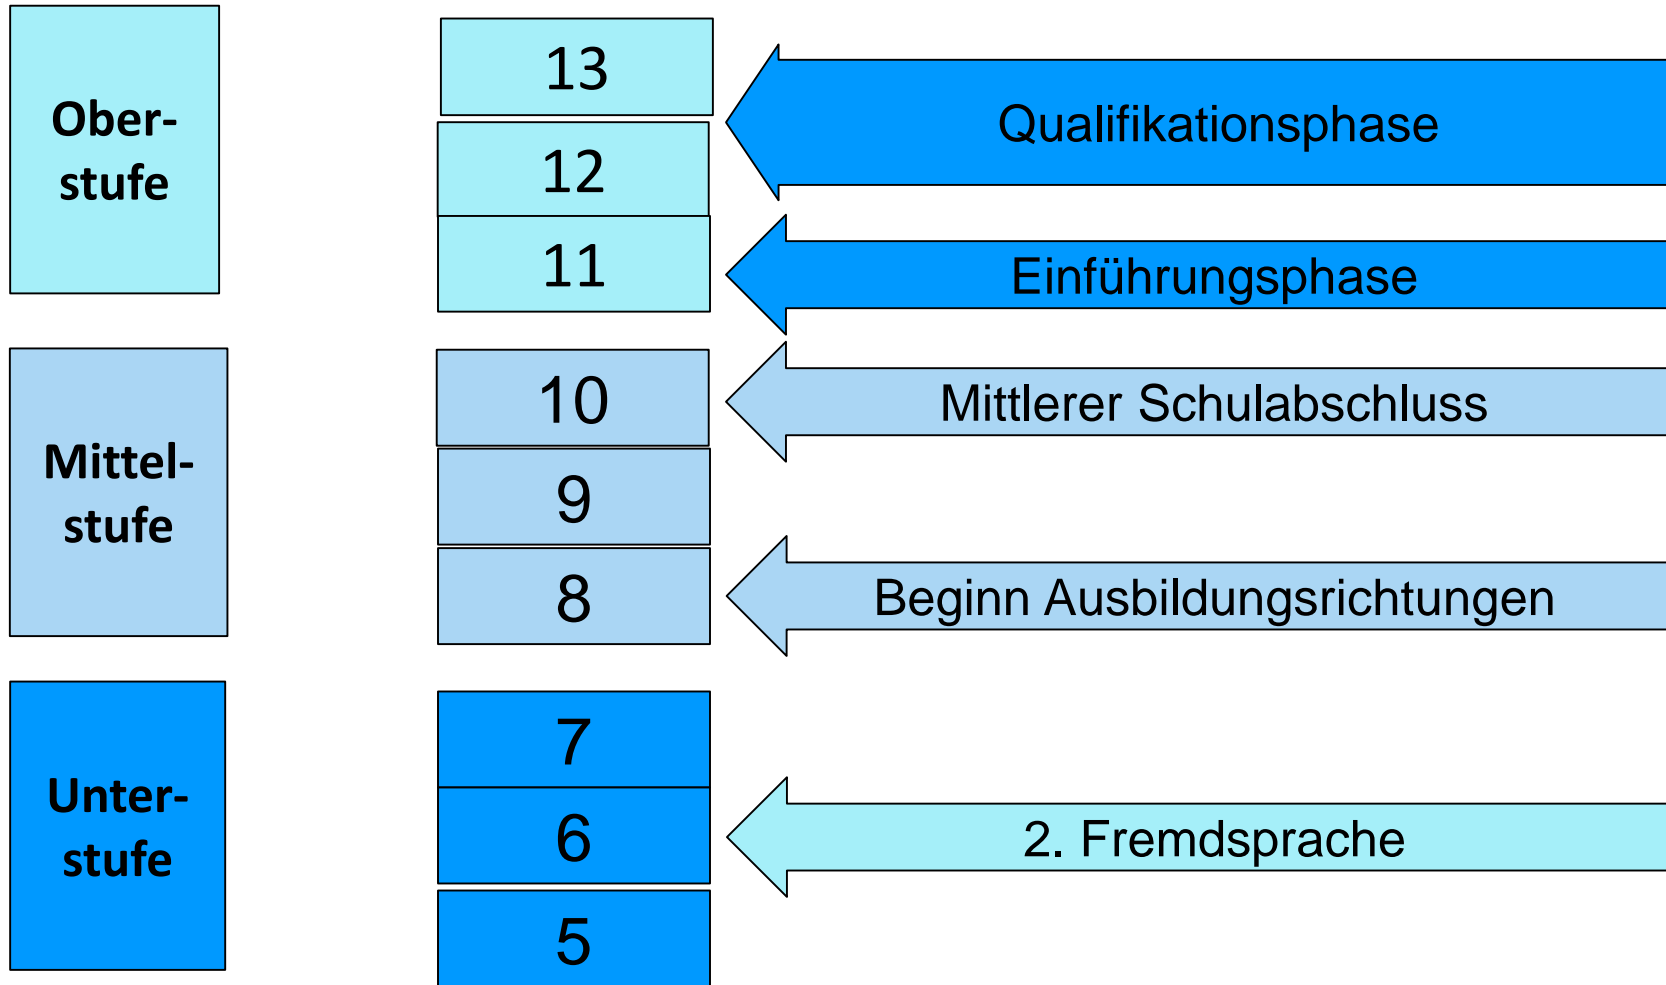 Ober-
stufe
13
Qualifikationsphase
12
11
Einführungsphase
Mittel-
stufe
10
Mittlerer Schulabschluss
9
8
Beginn Ausbildungsrichtungen
Unter-
stufe
7
6
2. Fremdsprache
5